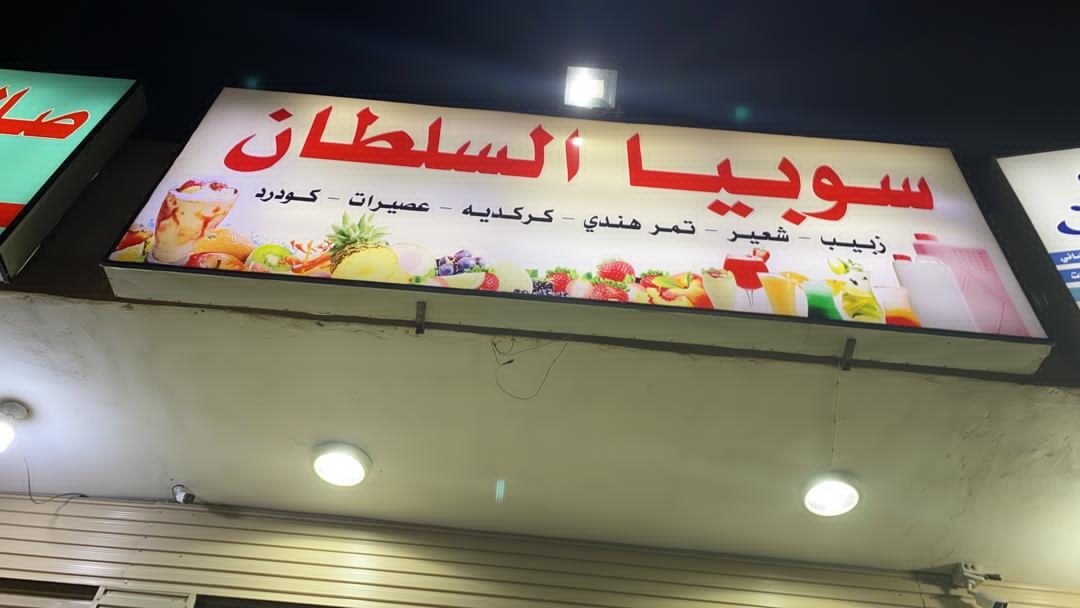 سوبيا السلطان
زبيب - شعير - تمر هندي - كركديه - عصيرات - كودرد